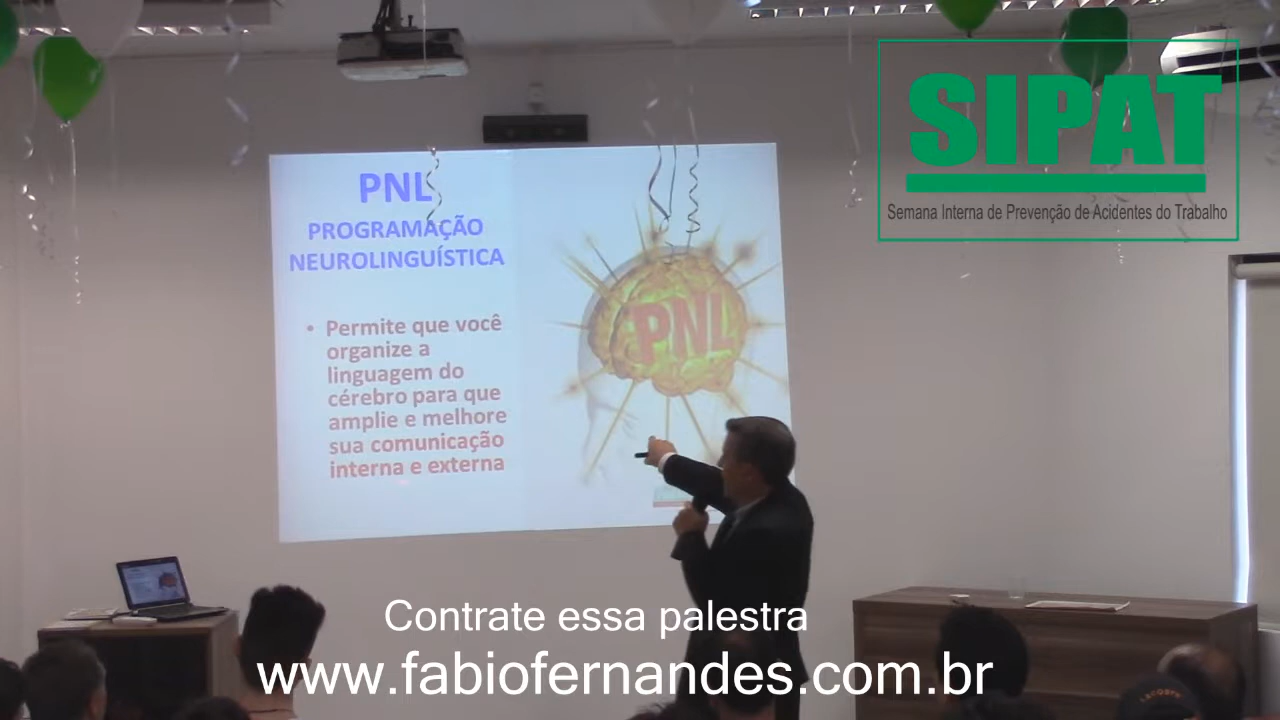 SIPAT
Semana Interna de Prevenção de Acidentes do Trabalho
PNL
PROGRAMAÇÃO
NEUROLINGUÍSTICA
• Permite que você
organize a
linguagem do
cérebro para que
amplie e melhore
sua comunicação
interna e externa
PNL
Contrate essa palestra
www.fabiofernandes.com.br